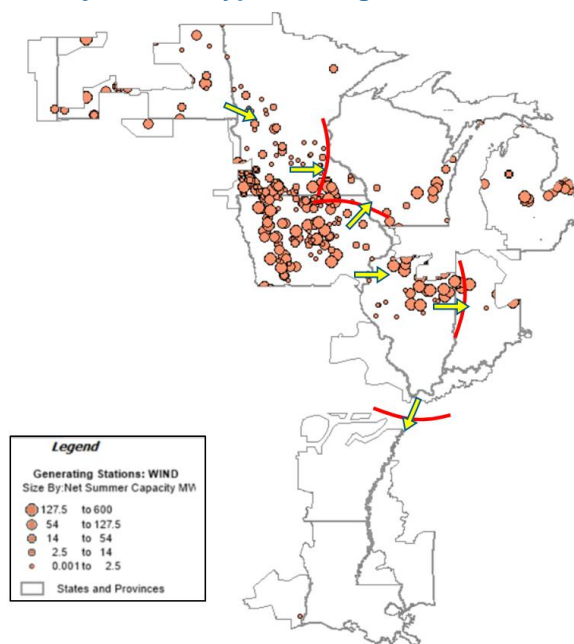 Legend
Generating Stations: WIND
Size By:Net Summer Capacity MW
127.5 to 600
54 to 127.5
14 to 54
2.5 to 14
0.001 to 2.5
States and Provinces